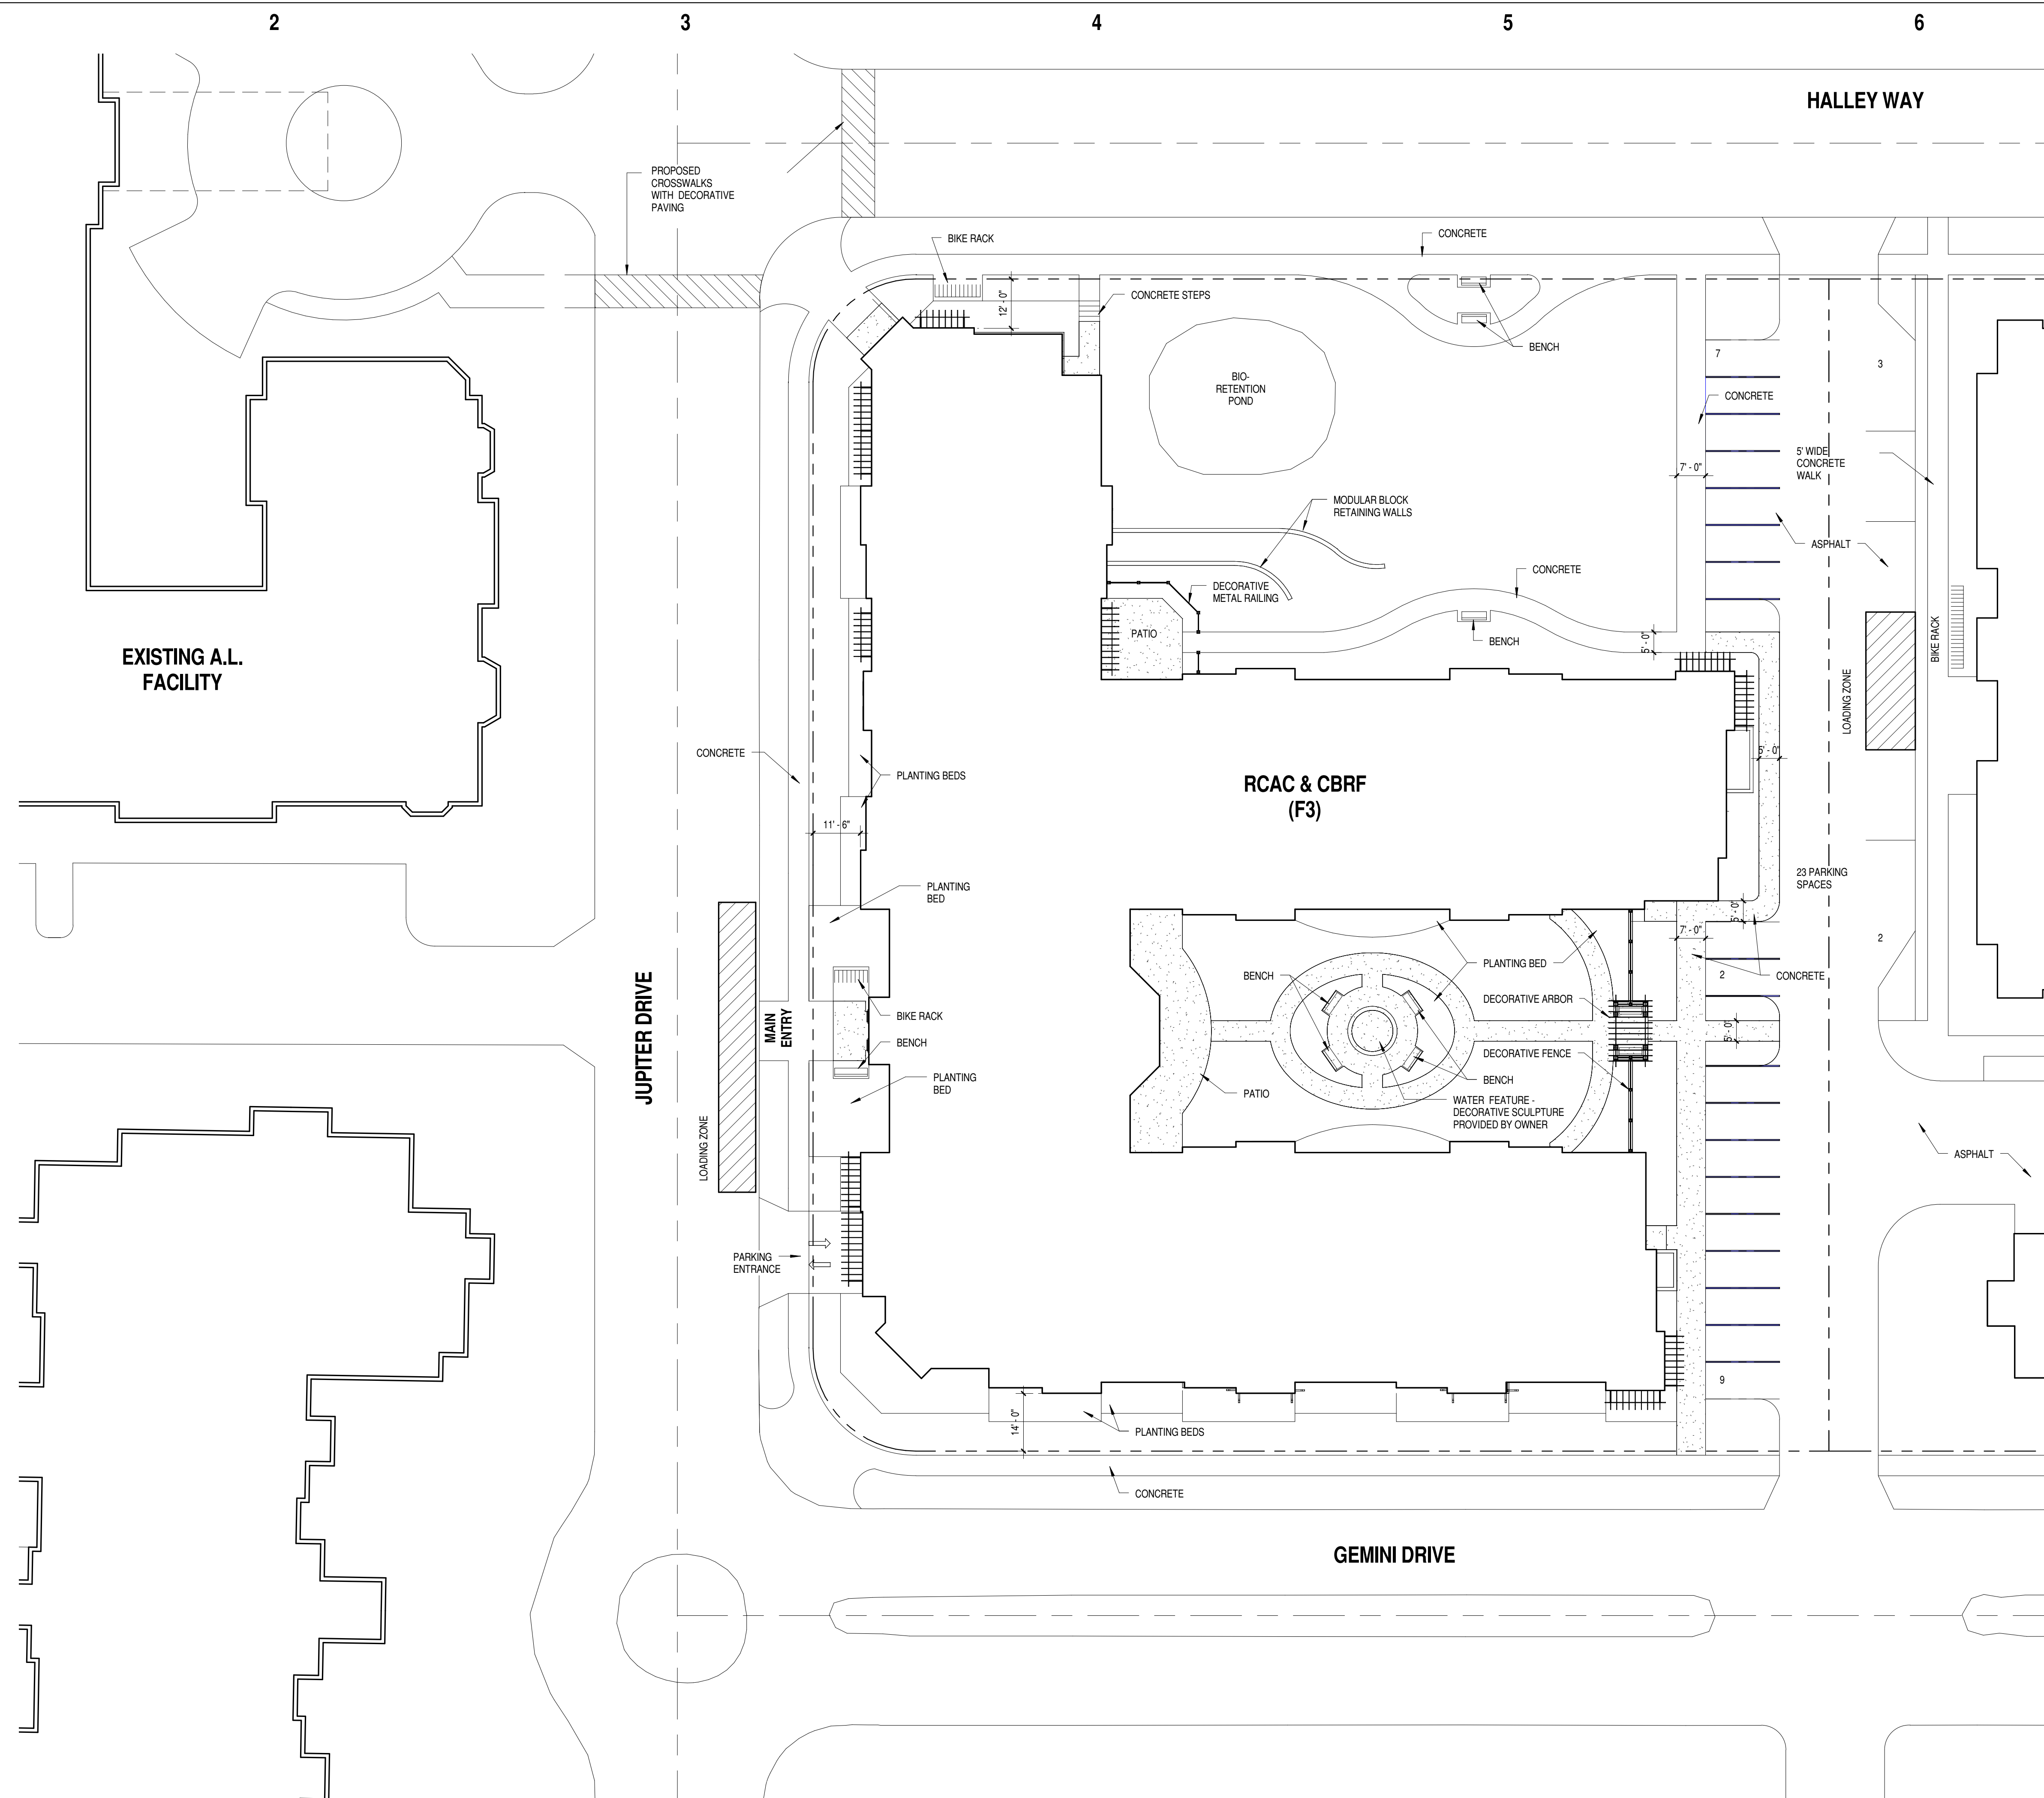 2
3
4
5
6
HALLEY WAY
PROPOSED
CROSSWALKS
WITH DECORATIVE
PAVING
BIKE RACK
CONCRETE
12' - 0"
CONCRETE STEPS
BENCH
7
3
BIO-
RETENTION
POND
CONCRETE
5' WIDE
CONCRETE
WALK
7' - 0"
MODULAR BLOCK
RETAINING WALLS
ASPHALT
CONCRETE
DECORATIVE
METAL RAILING
PATIO
BENCH
5' - 0"
BIKE RACK
EXISTING A.L.
FACILITY
LOADING ZONE
CONCRETE
5' - 0"
PLANTING BEDS
RCAC & CBRF
(F3)
11' - 6"
23 PARKING
SPACES
PLANTING
BED
5' - 0"
7' - 0"
2
PLANTING BED
BENCH
2
CONCRETE
DECORATIVE ARBOR
JUPITER DRIVE
MAIN
ENTRY
BIKE RACK
5' - 0"
BENCH
DECORATIVE FENCE
PLANTING
BED
BENCH
PATIO
WATER FEATURE -
DECORATIVE SCULPTURE
PROVIDED BY OWNER
LOADING ZONE
ASPHALT
PARKING
ENTRANCE
9
14' - 0"
PLANTING BEDS
CONCRETE
GEMINI DRIVE